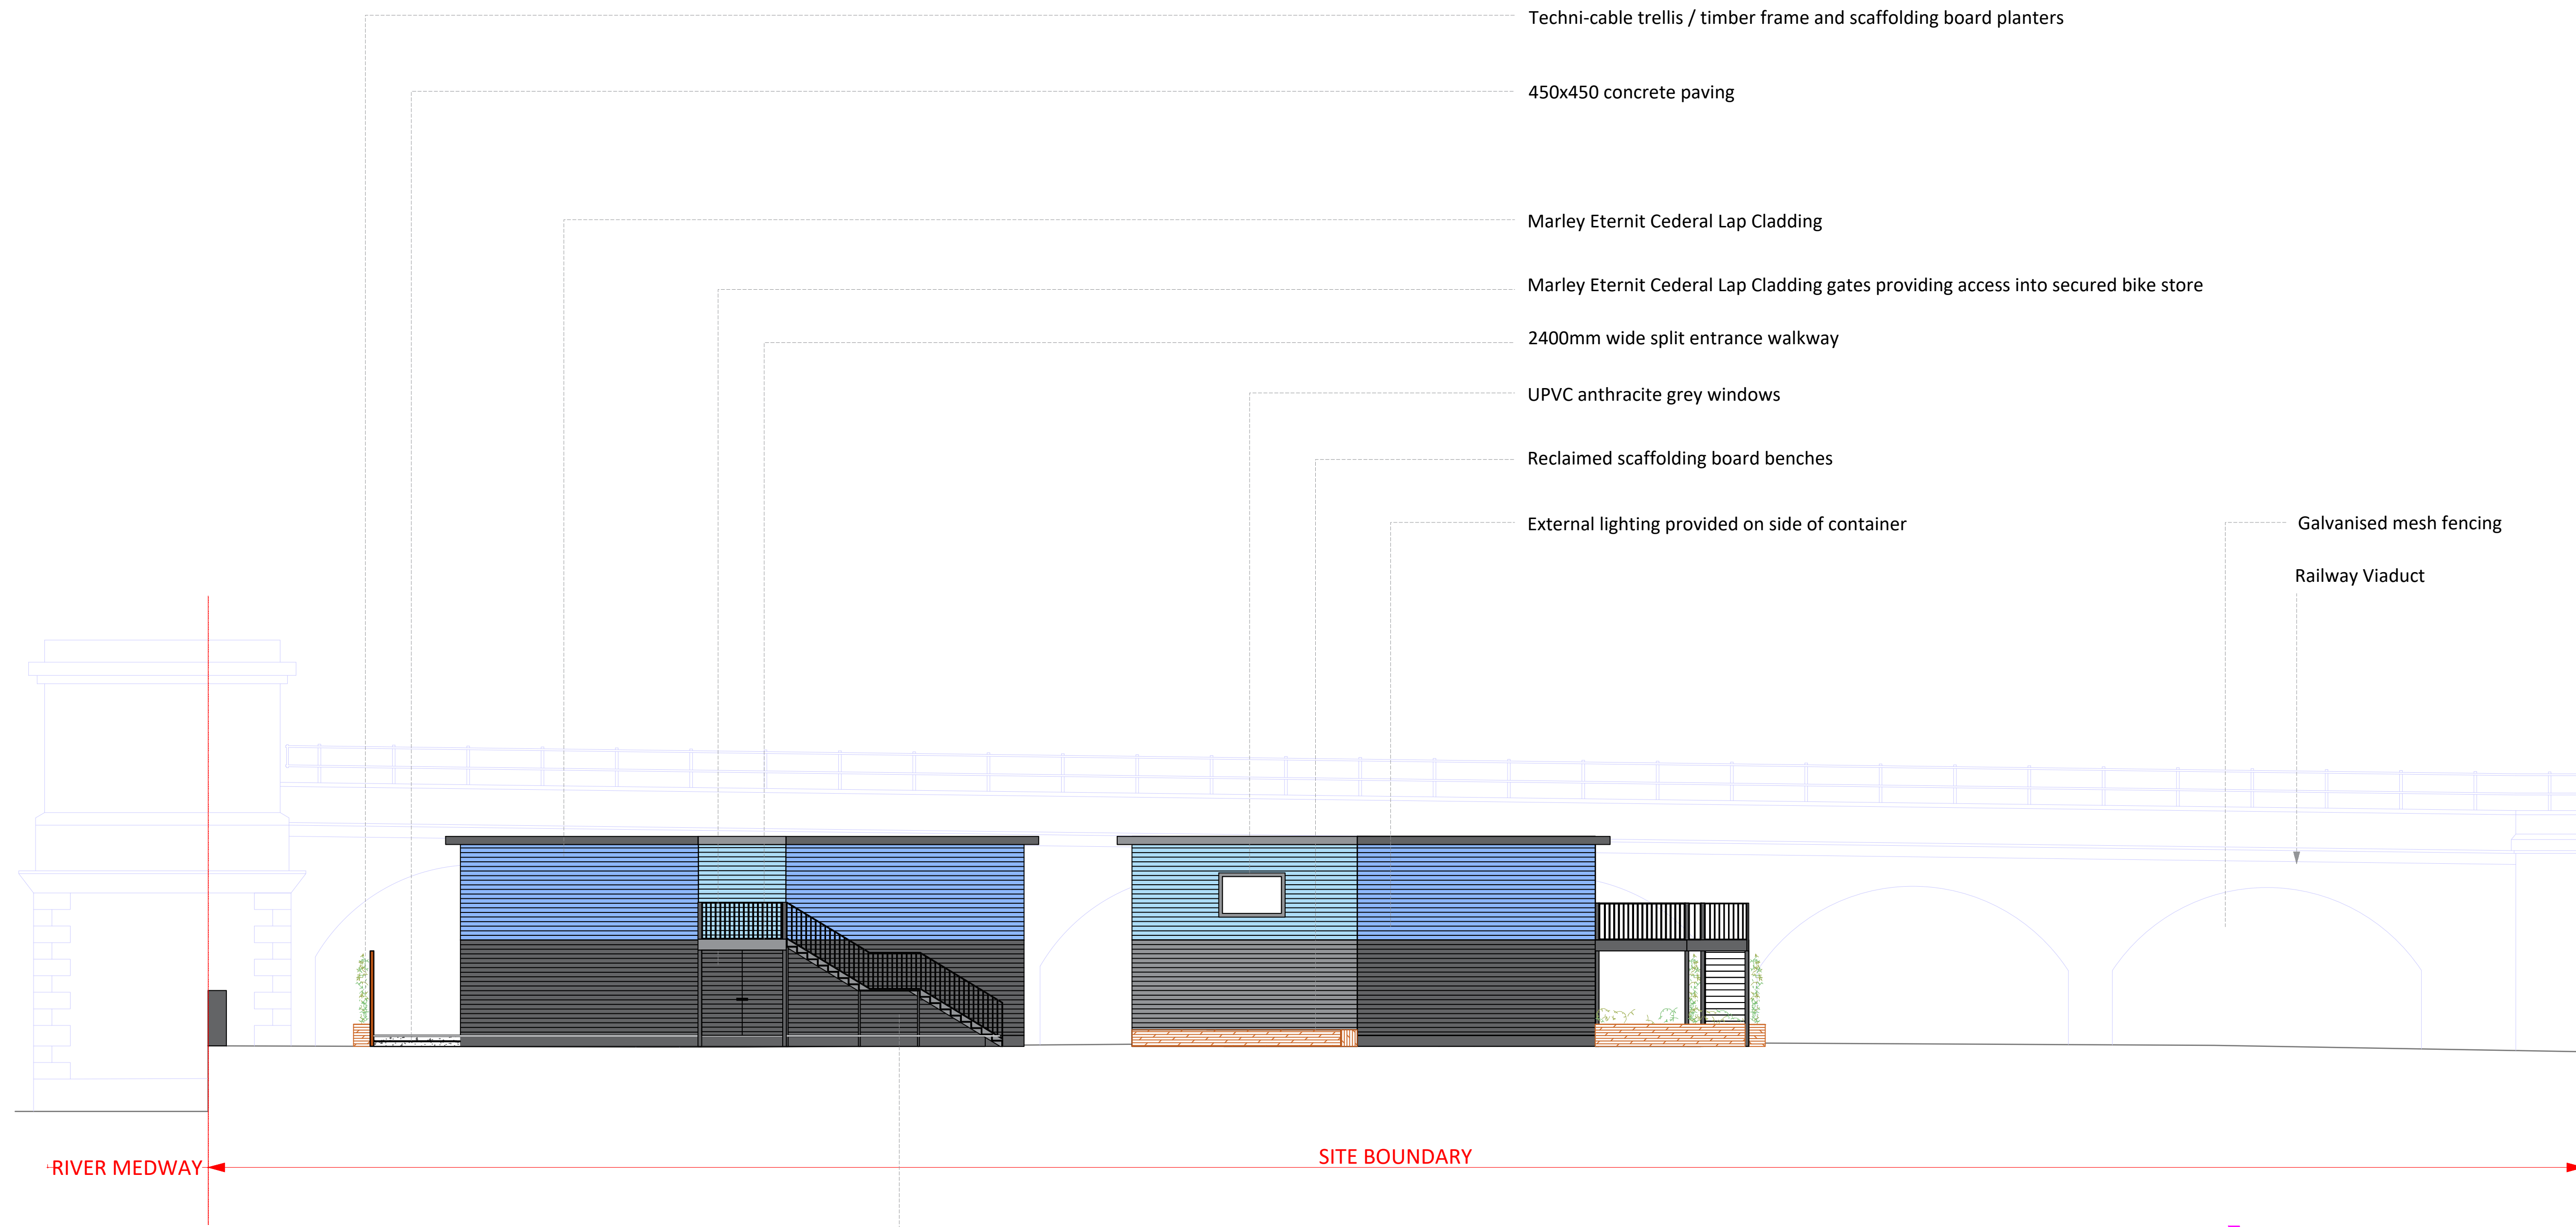 Techni-cable trellis / timber frame and scaffolding board planters
450x450 concrete paving
Marley Eternit Cederal Lap Cladding
Marley Eternit Cederal Lap Cladding gates providing access into secured bike store
2400mm wide split entrance walkway
UPVC anthracite grey windows
Reclaimed scaffolding board benches
External lighting provided on side of container
Galvanised mesh fencing
Railway Viaduct
RIVER MEDWAY
SITE BOUNDARY